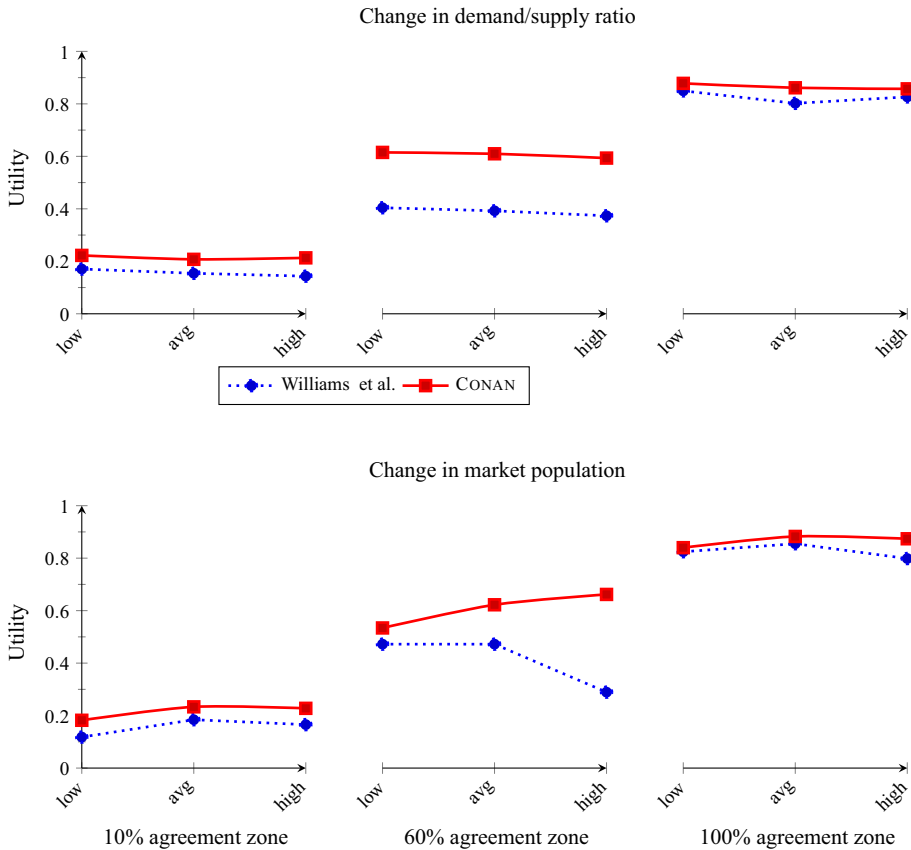 Change in demand/supply ratio
1
0.8
0.6
0.4
0.2
0
Utility
low avg high low avg high low avg high
Williams et al. CONAN
Change in market population
1
0.8
0.6
0.4
0.2
0
Utility
low avg high low avg high low avg high
10% agreement zone 60% agreement zone 100% agreement zone